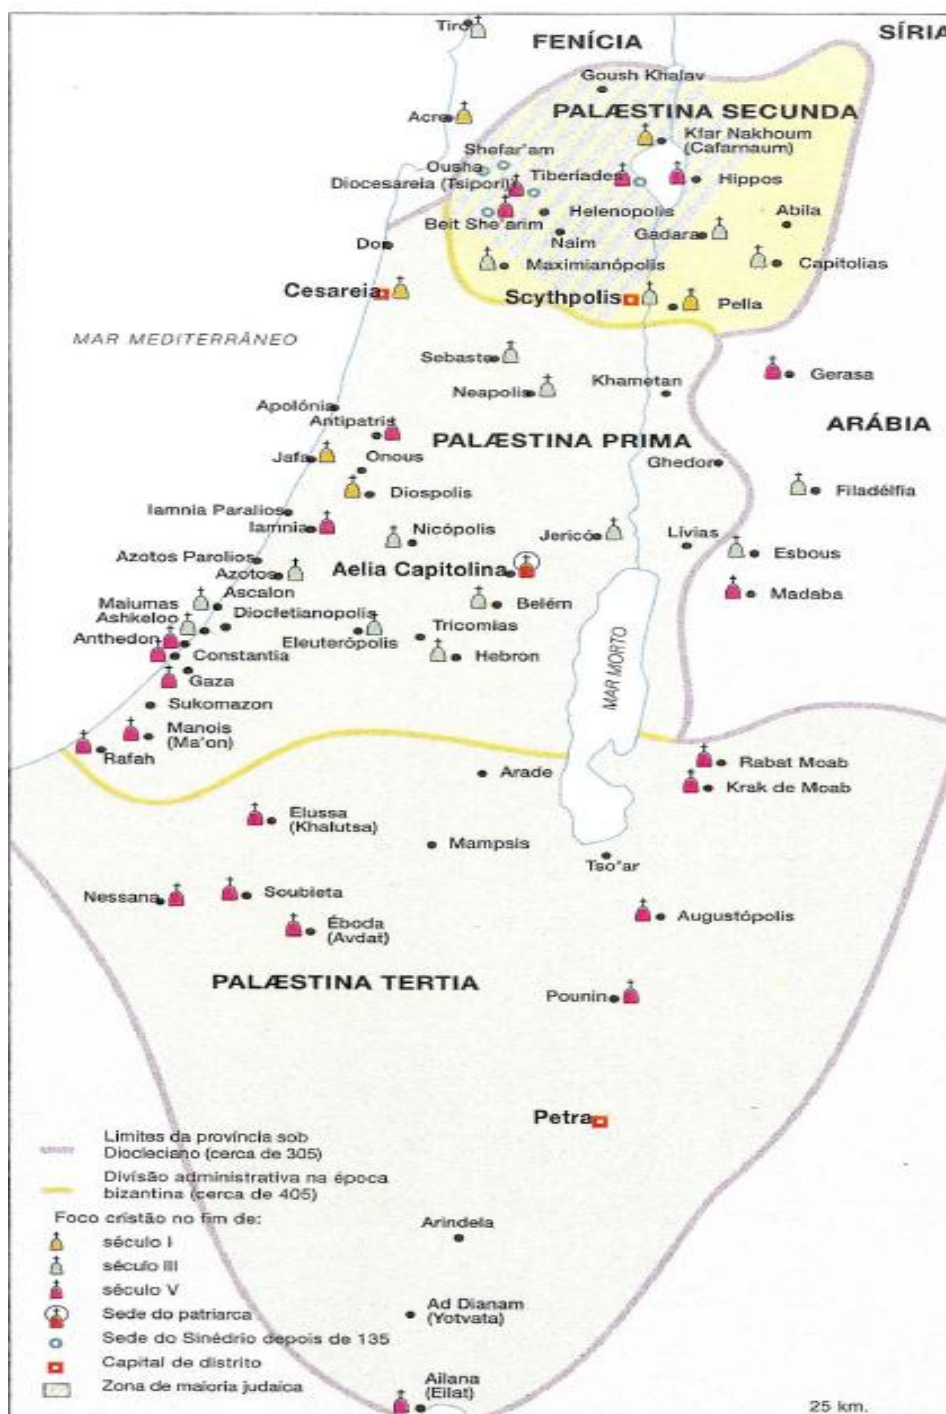 Tiro
FENÍCIA
SÍRIA
Goush Khalav
PALÆSTINA SECUNDA
Acre
Kfar Nakhoum
(Cafarnaum)
Shefar'am
Ousha
Diocesareia (Tsipori)
Tiberíades
Hippos
Beit She'arim
Helenopolis
Abila
Naim
Gadara
Dor
Maximianópolis
Capitolias
Cesareia
Scythpolis
Pella
MAR MEDITERRÂNEO
Sebaste
Neapolis
Khametan
Gerasa
Apolónia
Antipatris
PALÆSTINA PRIMA
ARÁBIA
Jafa
Onous
Ghedor
Diospolis
Filadélfia
Iamnia Paralios
Iamnia
Nicópolis
Jericó
Lívias
Azotos Parolios
Azotos
Aelia Capitolina
Esbous
Ascalon
Maiumas
Ashkeloo
Diocletianopolis
Belém
Madaba
Anthedon
Eleuterópolis
Tricomias
Constantia
Hebron
MAR MORTO
Gaza
Sukomazon
Manois
(Ma'on)
Rafah
Rabat Moab
Arade
Krak de Moab
Elussa
(Khalutsa)
Mampsis
Tso'ar
Nessana
Soubleta
Éboda
(Avdat)
Augustópolis
PALÆSTINA TERTIA
Pounin
Petra
Limites da província sob
Diocleciano (cerca de 305)
Divisão administrativa na época
bizantina (cerca de 405)
Foco cristão no fim de:
século I
século III
século V
Sede do patriarca
Sede do Sinédrio depois de 135
Capital de distrito
Zona de maioria judaica
Arindela
Ad Dianam
(Yotvata)
Ailana
(Eilat)
25 km.